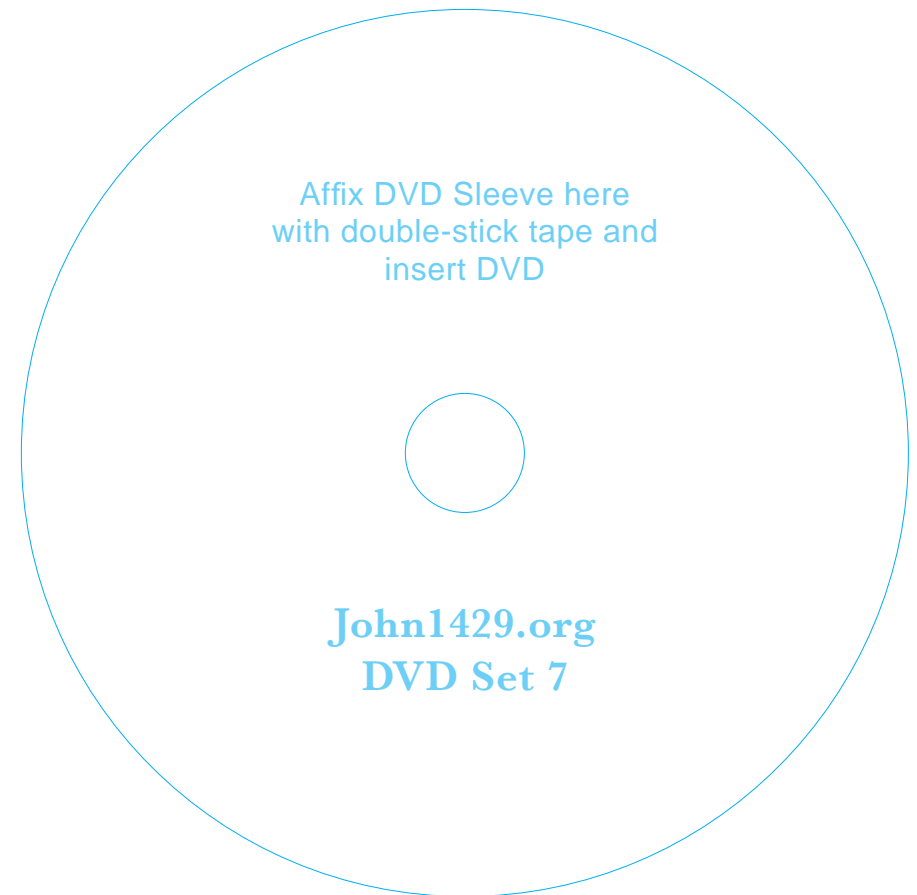 Affix DVD Sleeve here
with double-stick tape and
insert DVD
John1429.org
DVD Set 7